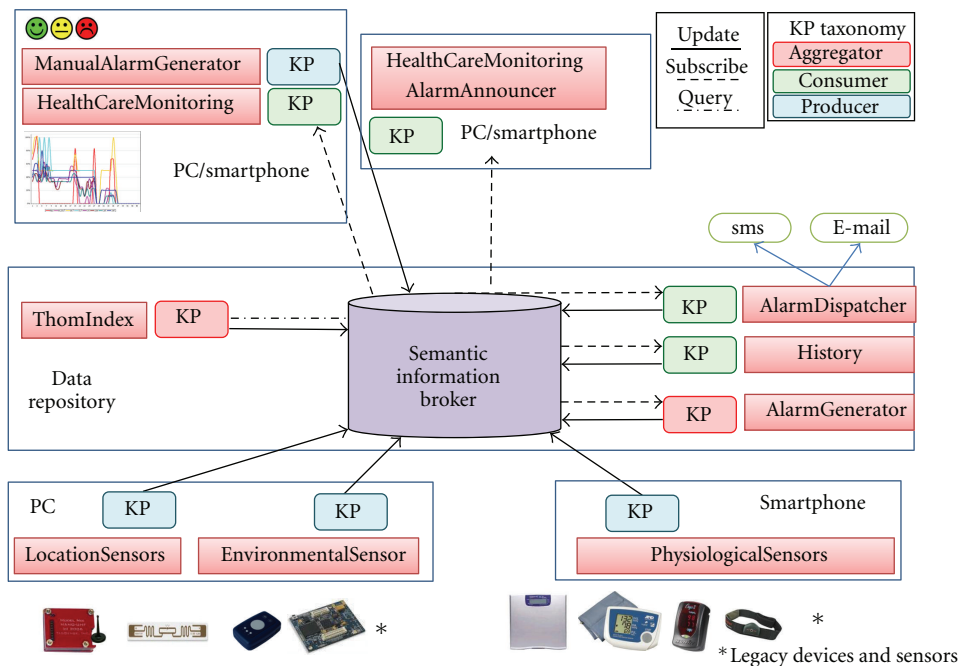 ManualAlarmGenerator
KP
HealthCareMonitoring
KP
PC/smartphone
HealthCareMonitoring
AlarmAnnouncer
KP
PC/smartphone
Update
Subscribe
Query
KP taxonomy
Aggregator
Consumer
Producer
sms
E-mail
ThomIndex
KP
Data
repository
Semantic
information
broker
KP
AlarmDispatcher
KP
History
KP
AlarmGenerator
PC
KP
KP
LocationSensors
EnvironmentalSensor
KP
Smartphone
PhysiologicalSensors
*
*
*Legacy devices and sensors